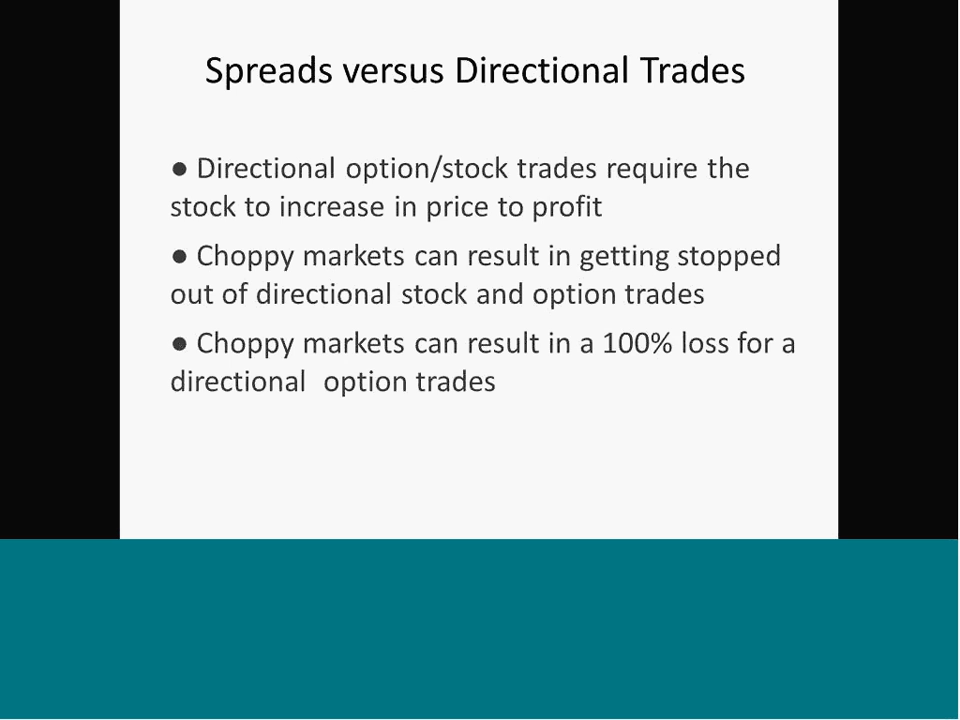 Spreads versus Directional Trades
● Directional option/stock trades require the
stock to increase in price to profit
● Choppy markets can result in getting stopped
out of directional stock and option trades
● Choppy markets can result in a 100% loss for a
directional  option trades